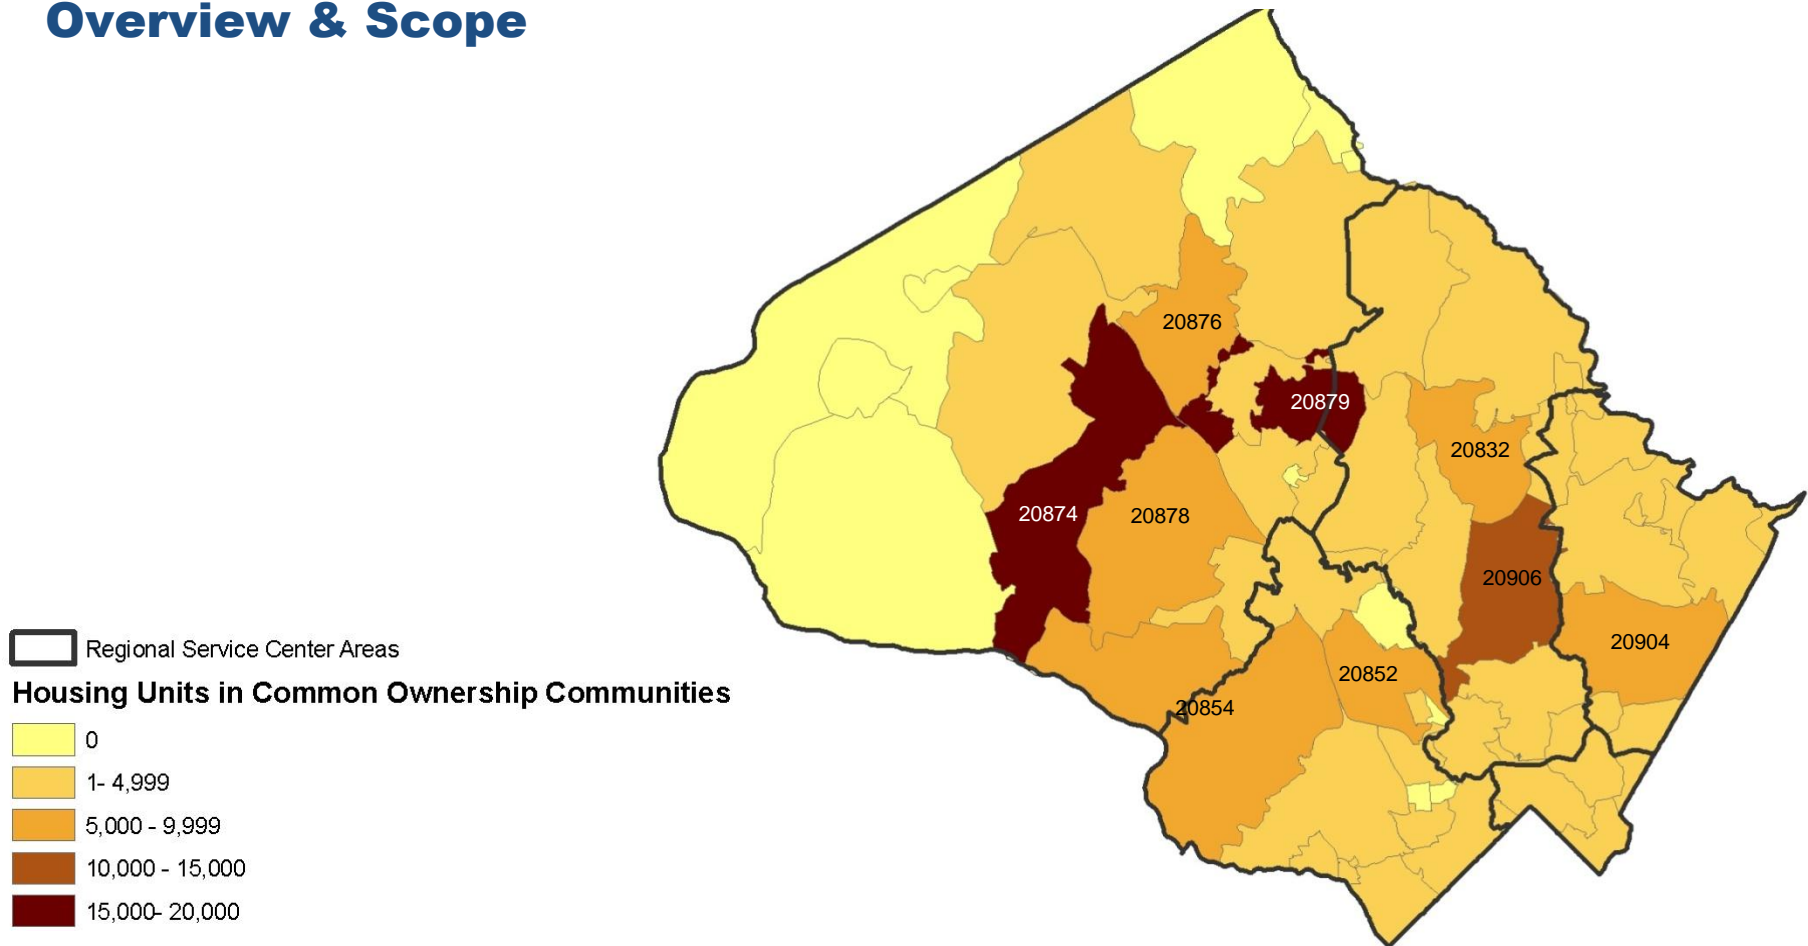 Overview & Scope
20876
20879
20832
20874
20878
20906
20904
20852
20854
Regional Service Center Areas
Housing Units in Common Ownership Communities
0
1- 4,999
5,000 - 9,999
10,000 - 15,000
15,000- 20,000